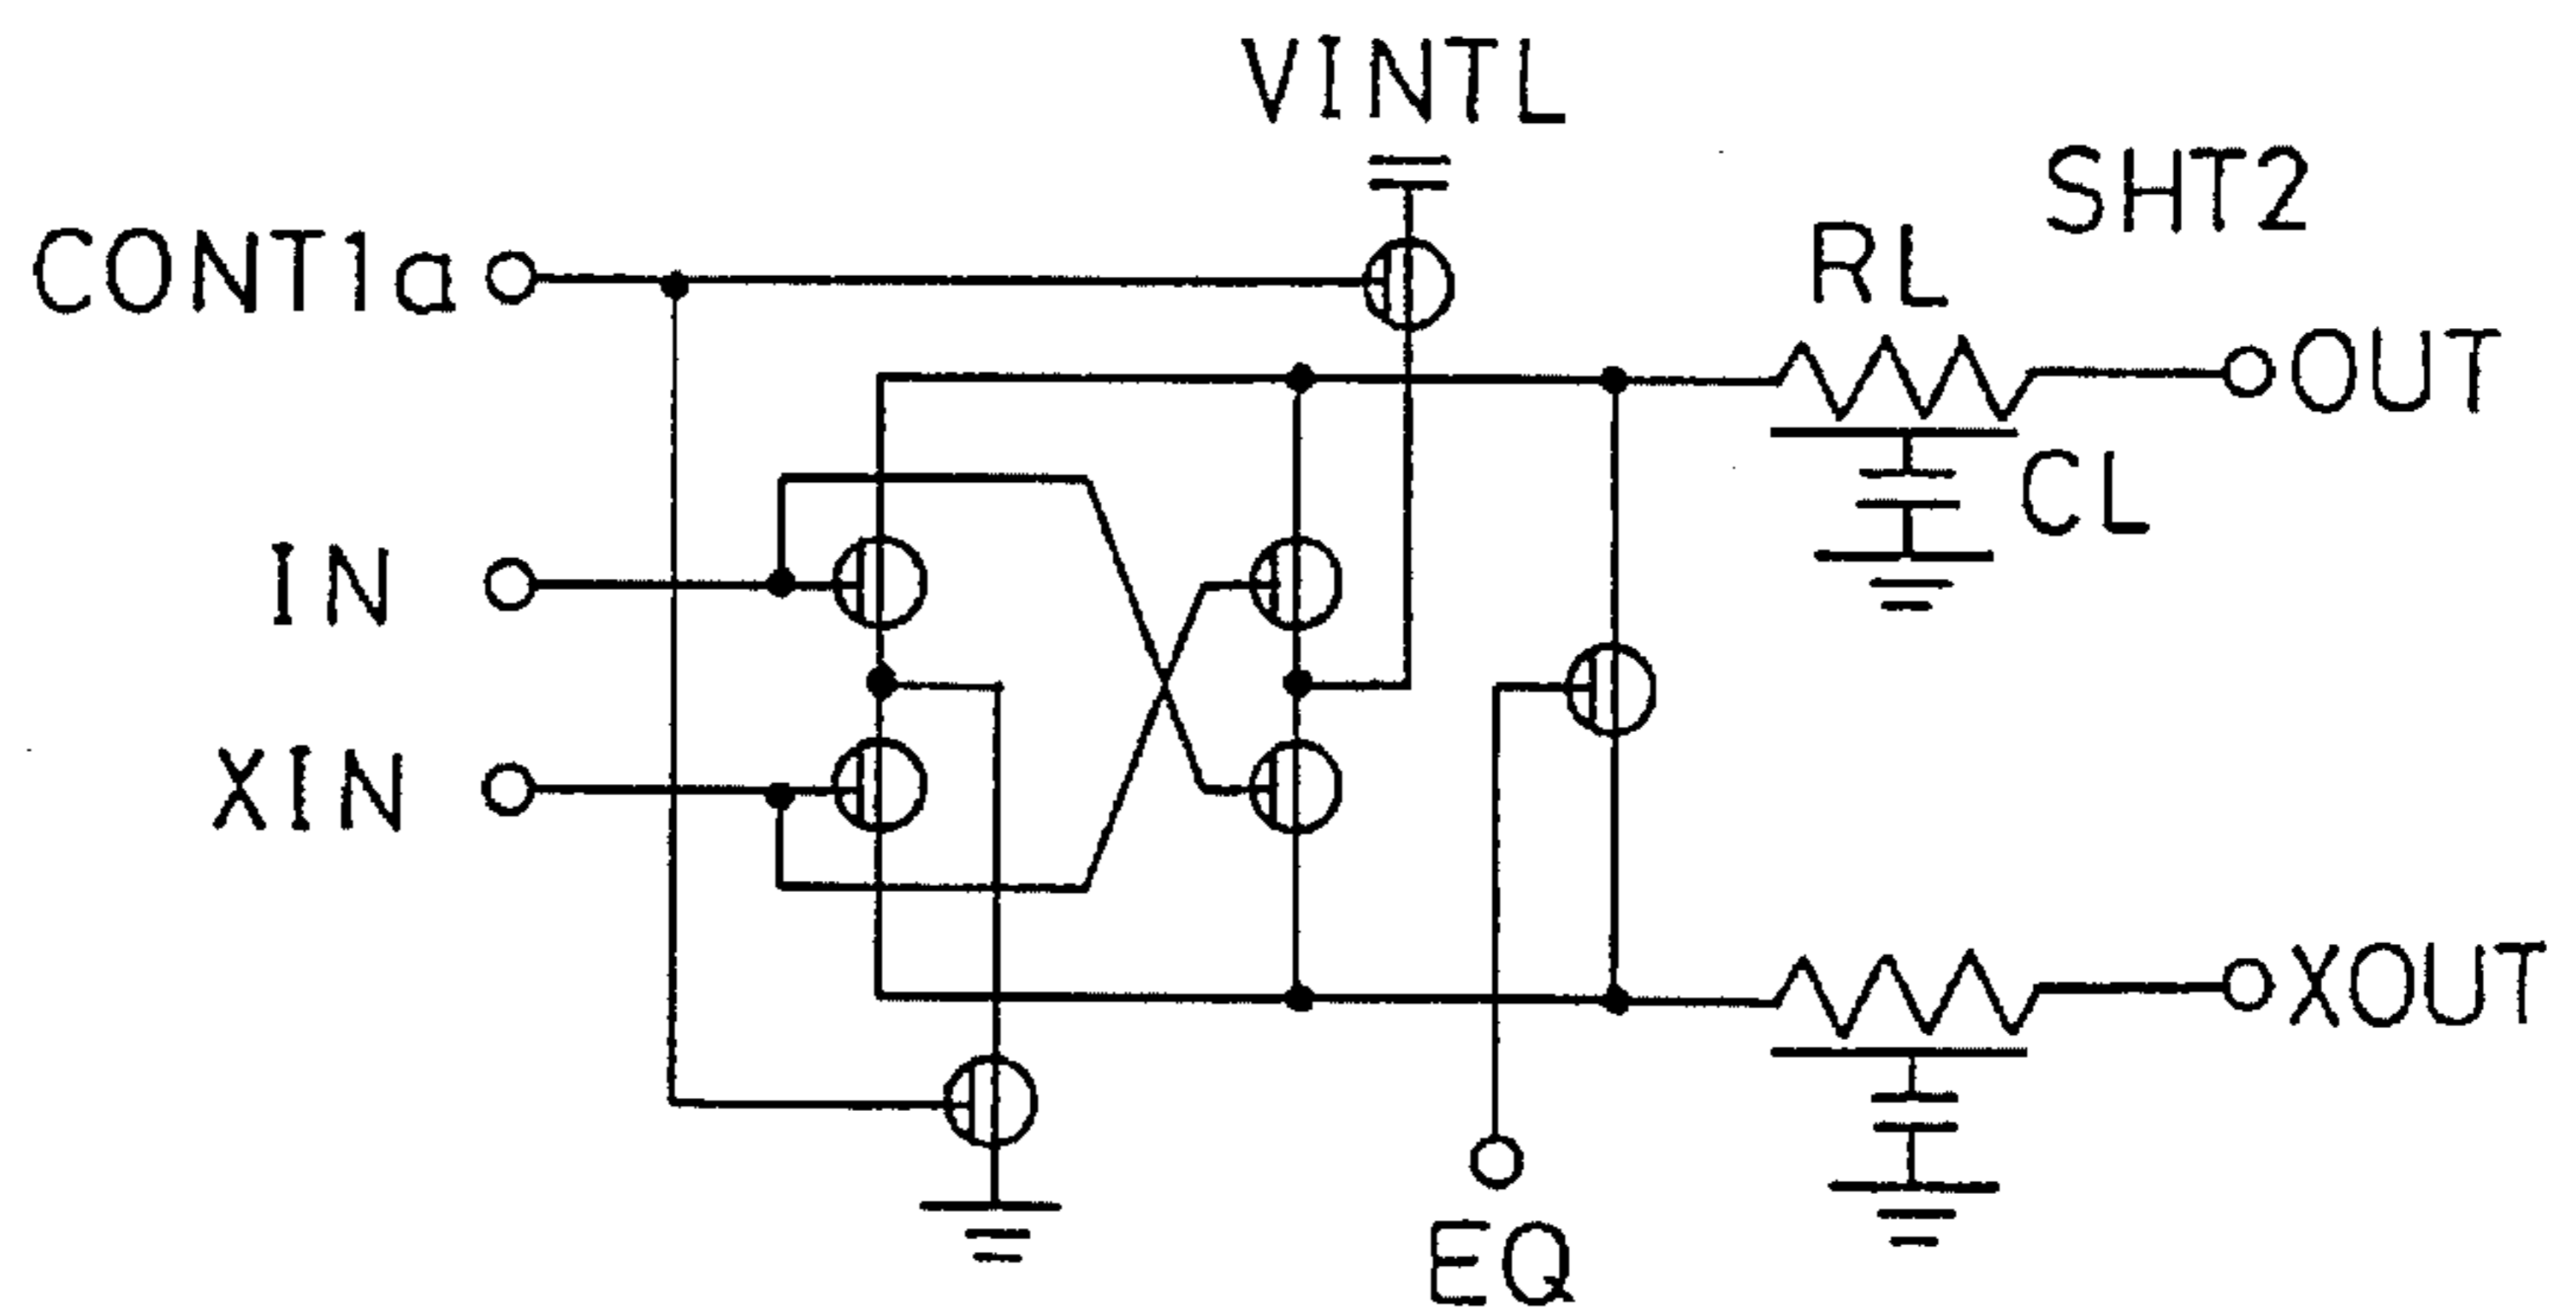 VINTL
SHT2
CONT1a
RL
OUT
CL
IN
XIN
XOUT
EQ